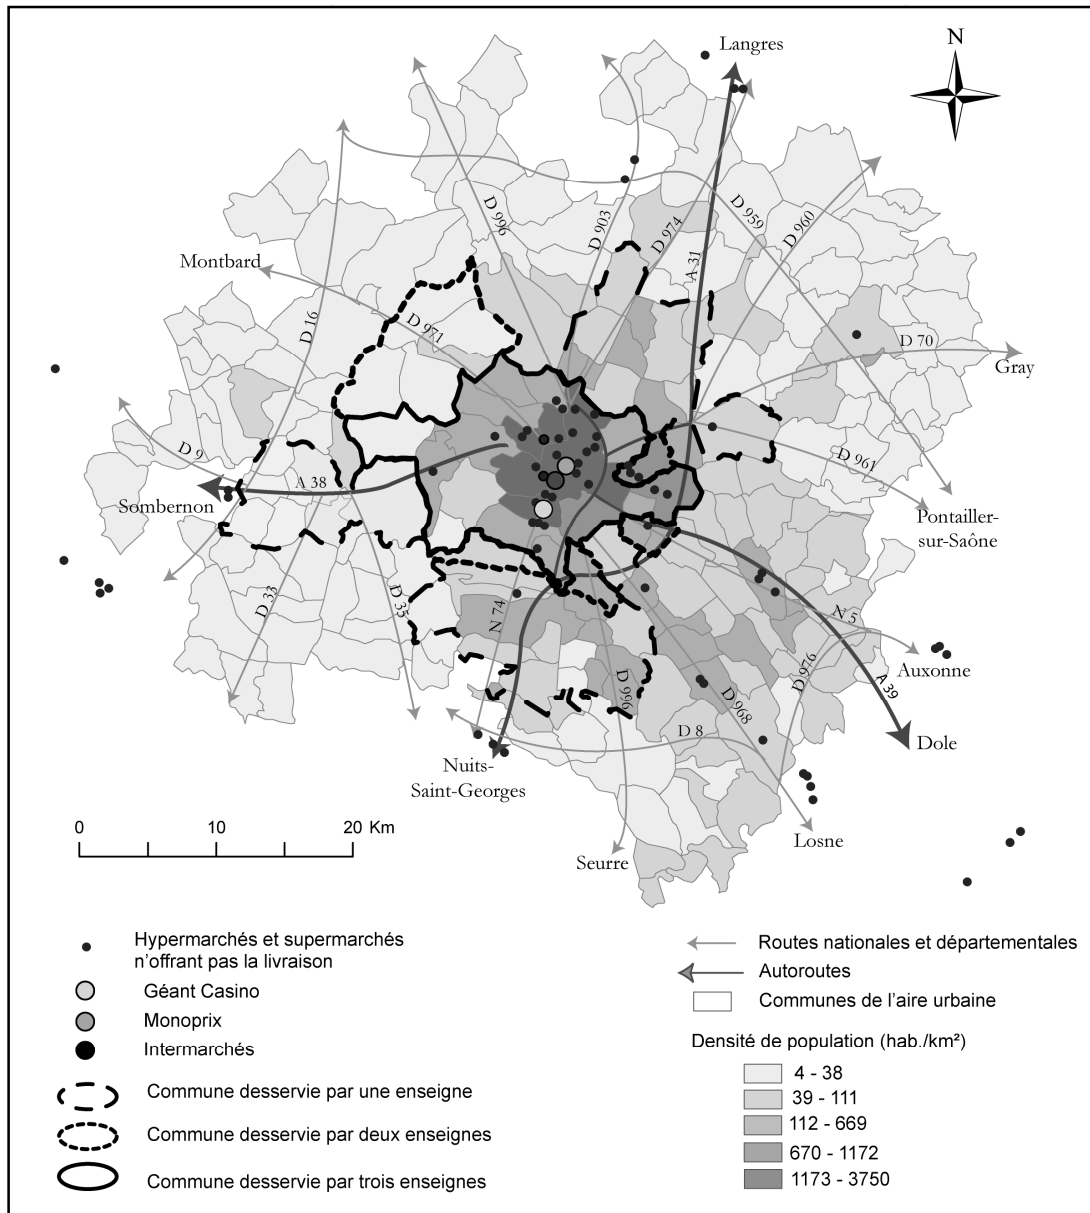 Langres
N
D 996
D 903
D 974
D 959
D 960
A 31
Montbard
D 16
D 971
D 70
Gray
D 9
A 38
D 961
Sombernon
Pontailler-
sur-Saône
D 33
D 35
N 74
N 5
D 996
D 968
D 976
A 39
Auxonne
D 8
Dole
Nuits-
Saint-Georges
Losne
Seurre
0 10 20 Km
Hypermarchés et supermarchés
n'offrant pas la livraison
Géant Casino
Monoprix
Intermarchés
Commune desservie par une enseigne
Commune desservie par deux enseignes
Commune desservie par trois enseignes
Routes nationales et départementales
Autoroutes
Communes de l'aire urbaine
Densité de population (hab./km²)
4 - 38
39 - 111
112 - 669
670 - 1172
1173 - 3750